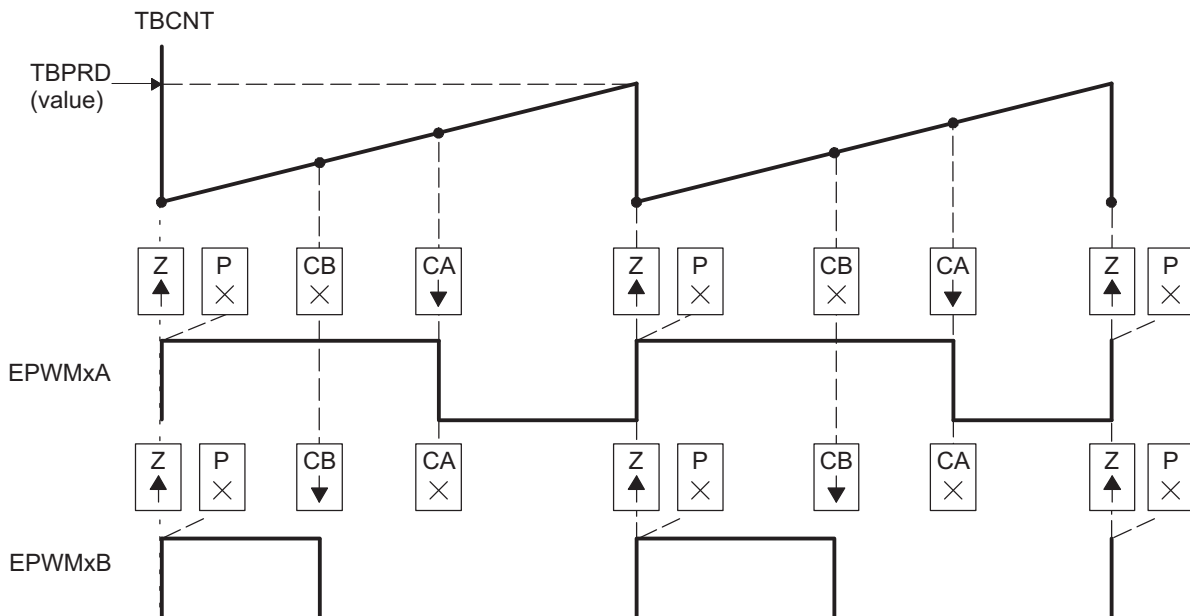 TBCNT
TBPRD
(value)
Z P CB CA Z P CB CA Z P
EPWMxA
Z P CB CA Z P CB CA Z P
EPWMxB